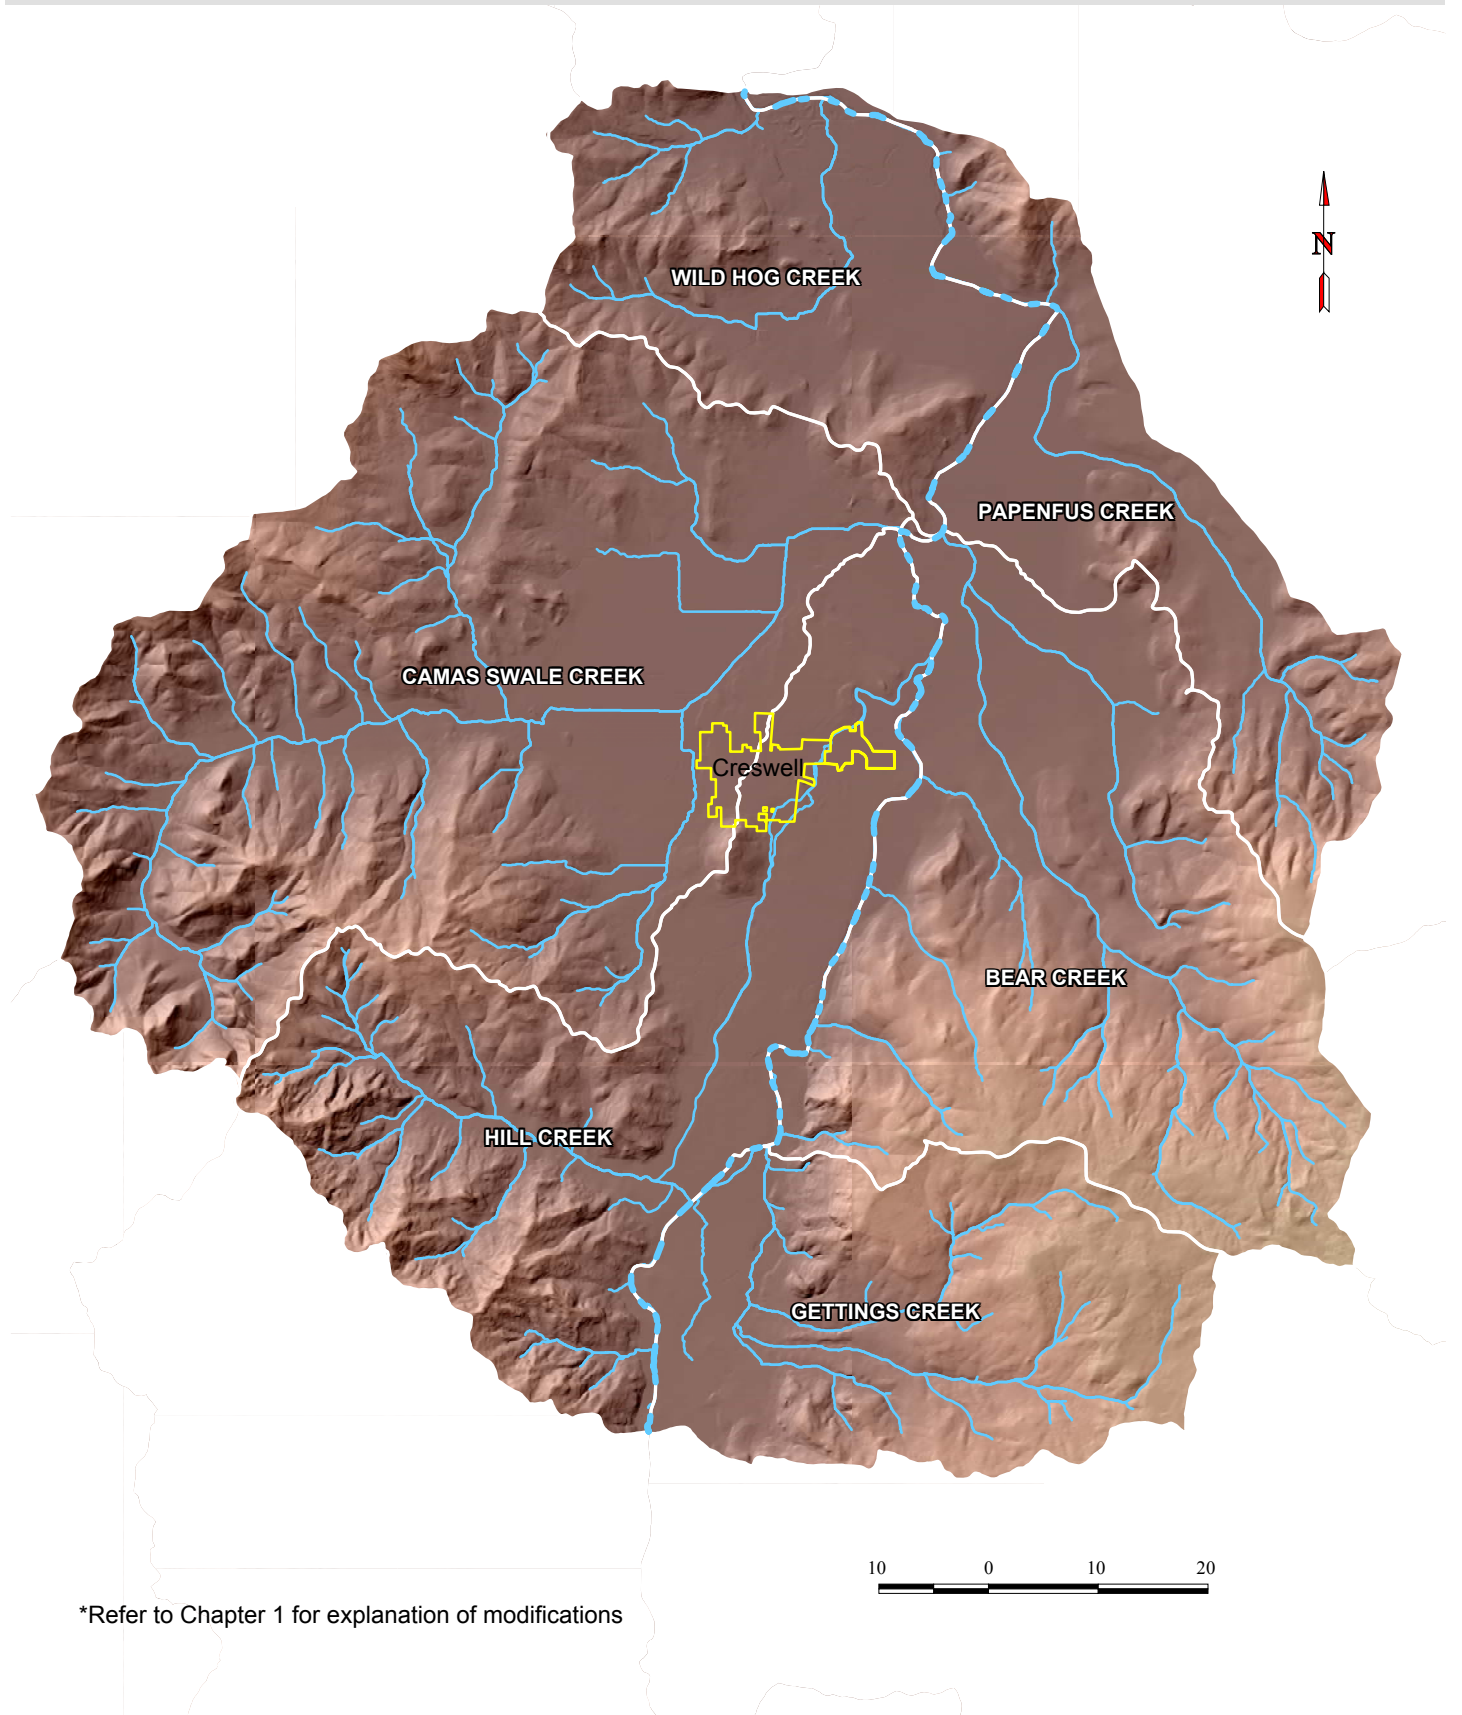 N
WILD HOG CREEK
PAPENFUS CREEK
CAMAS SWALE CREEK
Creswell
BEAR CREEK
HILL CREEK
GETTINGS CREEK
10 0 10 20
*Refer to Chapter 1 for explanation of modifications